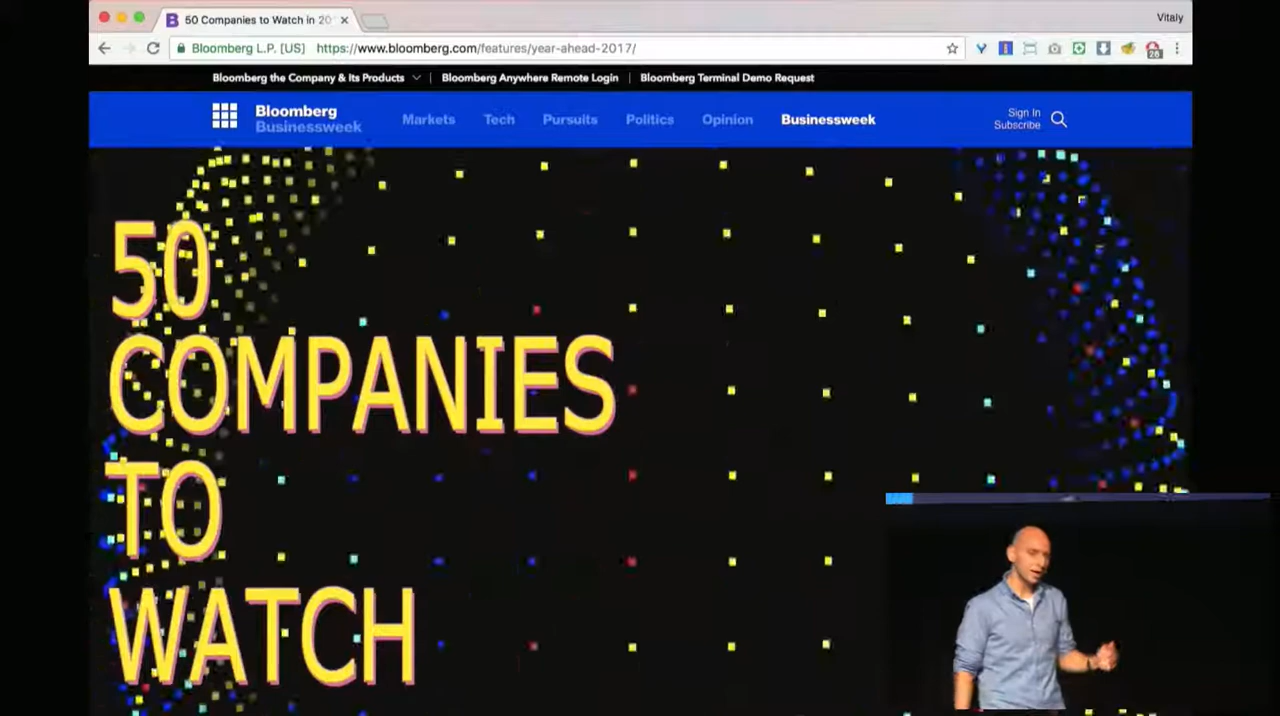 50 Companies to Watch in 20
Vitaly
Bloomberg L.P. [US] https://www.bloomberg.com/features/year-ahead-2017/
26
Bloomberg the Company & Its Products
Bloomberg Anywhere Remote Login
Bloomberg Terminal Demo Request
Bloomberg
Businessweek
Markets Tech Pursuits Politics Opinion Businessweek
Sign In
Subscribe
50
COMPANIES
TO
WATCH